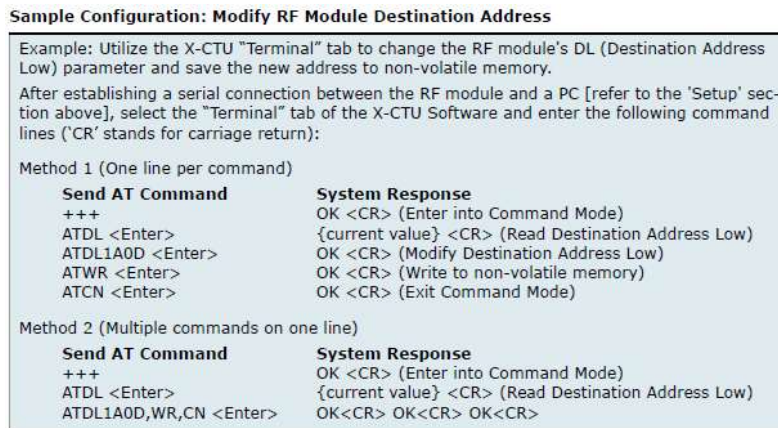 Sample Configuration: Modify RF Module Destination Address
Example: Utilize the X-CTU "Terminal" tab to change the RF module's DL (Destination Address
Low) parameter and save the new address to non-volatile memory.
After establishing a serial connection between the RF module and a PC [refer to the 'Setup' sec-
tion above], select the "Terminal" tab of the X-CTU Software and enter the following command
lines ('CR' stands for carriage return):
Method 1 (One line per command)
Send AT Command System Response
+++ OK <CR> (Enter into Command Mode)
ATDL <Enter> {current value} <CR> (Read Destination Address Low)
ATDL1A0D <Enter> OK <CR> (Modify Destination Address Low)
ATWR <Enter> OK <CR> (Write to non-volatile memory)
ATCN <Enter> OK <CR> (Exit Command Mode)
Method 2 (Multiple commands on one line)
Send AT Command System Response
+++ OK <CR> (Enter into Command Mode)
ATDL <Enter> {current value} <CR> (Read Destination Address Low)
ATDL1A0D,WR,CN <Enter> OK<CR> OK<CR> OK<CR>